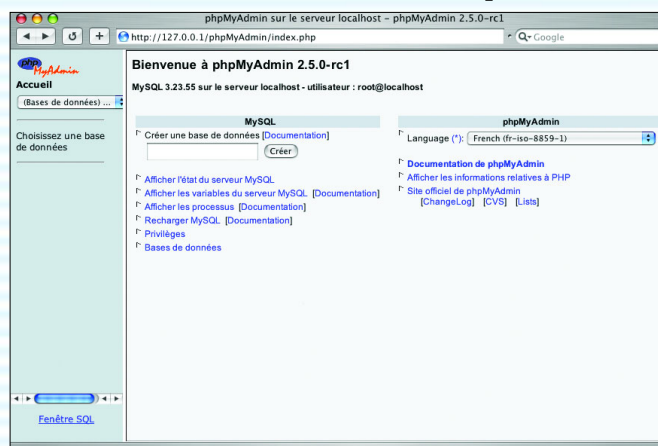 phpMyAdmin sur le serveur localhost – phpMyAdmin 2.5.0-rc1
http://127.0.0.1/phpMyAdmin/index.php
Google
php
MyAdmin
Accueil
(Bases de données) ...
Choisissez une base
de données
Fenêtre SQL
Bienvenue à phpMyAdmin 2.5.0-rc1
MySQL 3.23.55 sur le serveur localhost - utilisateur : root@localhost
MySQL
Créer une base de données [Documentation]
Créer
Afficher l'état du serveur MySQL
Afficher les variables du serveur MySQL [Documentation]
Afficher les processus [Documentation]
Recharger MySQL [Documentation]
Privilèges
Bases de données
phpMyAdmin
Language (*): French (fr-iso-8859-1)
Documentation de phpMyAdmin
Afficher les informations relatives à PHP
Site officiel de phpMyAdmin
[ChangeLog] [CVS] [Lists]